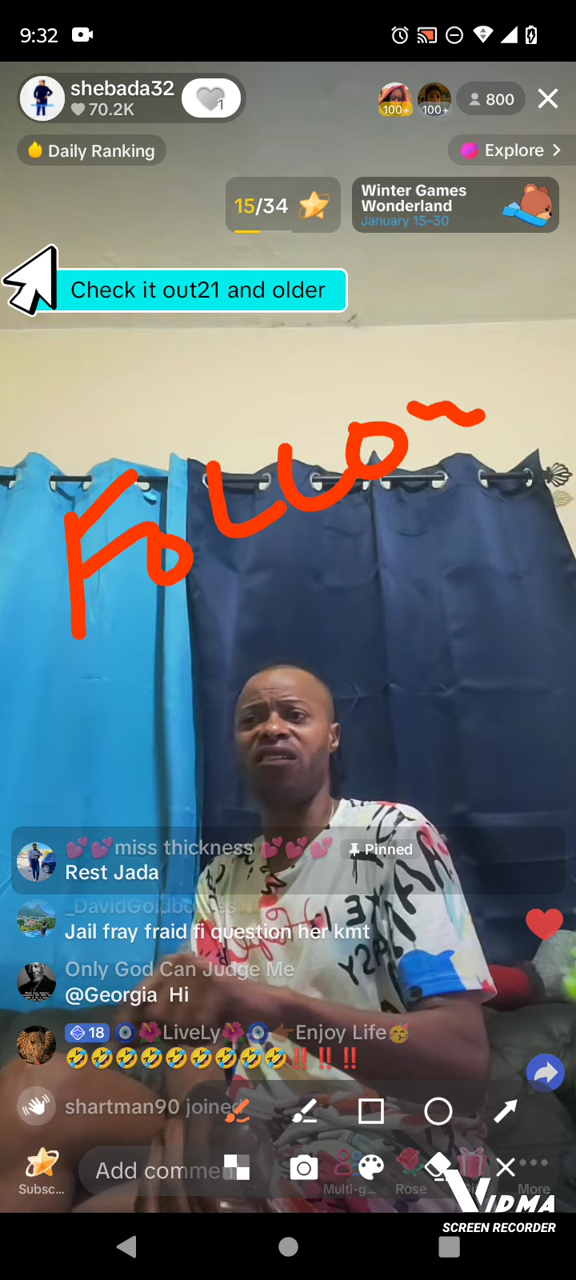 9:32
shebada32
70.2K
1
100+
100+
800
Daily Ranking
Explore
15/34
Winter Games
Wonderland
January 15–30
Check it out21 and older
FOLLO
💕💕miss thickness 💕💕💕
Pinned
Rest Jada
_DavidGoldbo
Jail fray fraid fi question her kmt
Only God Can Judge Me
@Georgia Hi
18 🧿🌺LiveLy🌺🧿 Enjoy Life🥳
🤣🤣🤣🤣🤣🤣🤣🤣🤣‼️‼️‼️
shartman90 joined
Add comme
Subsc...
Multi-g...
Rose
More
VIDMA
SCREEN RECORDER